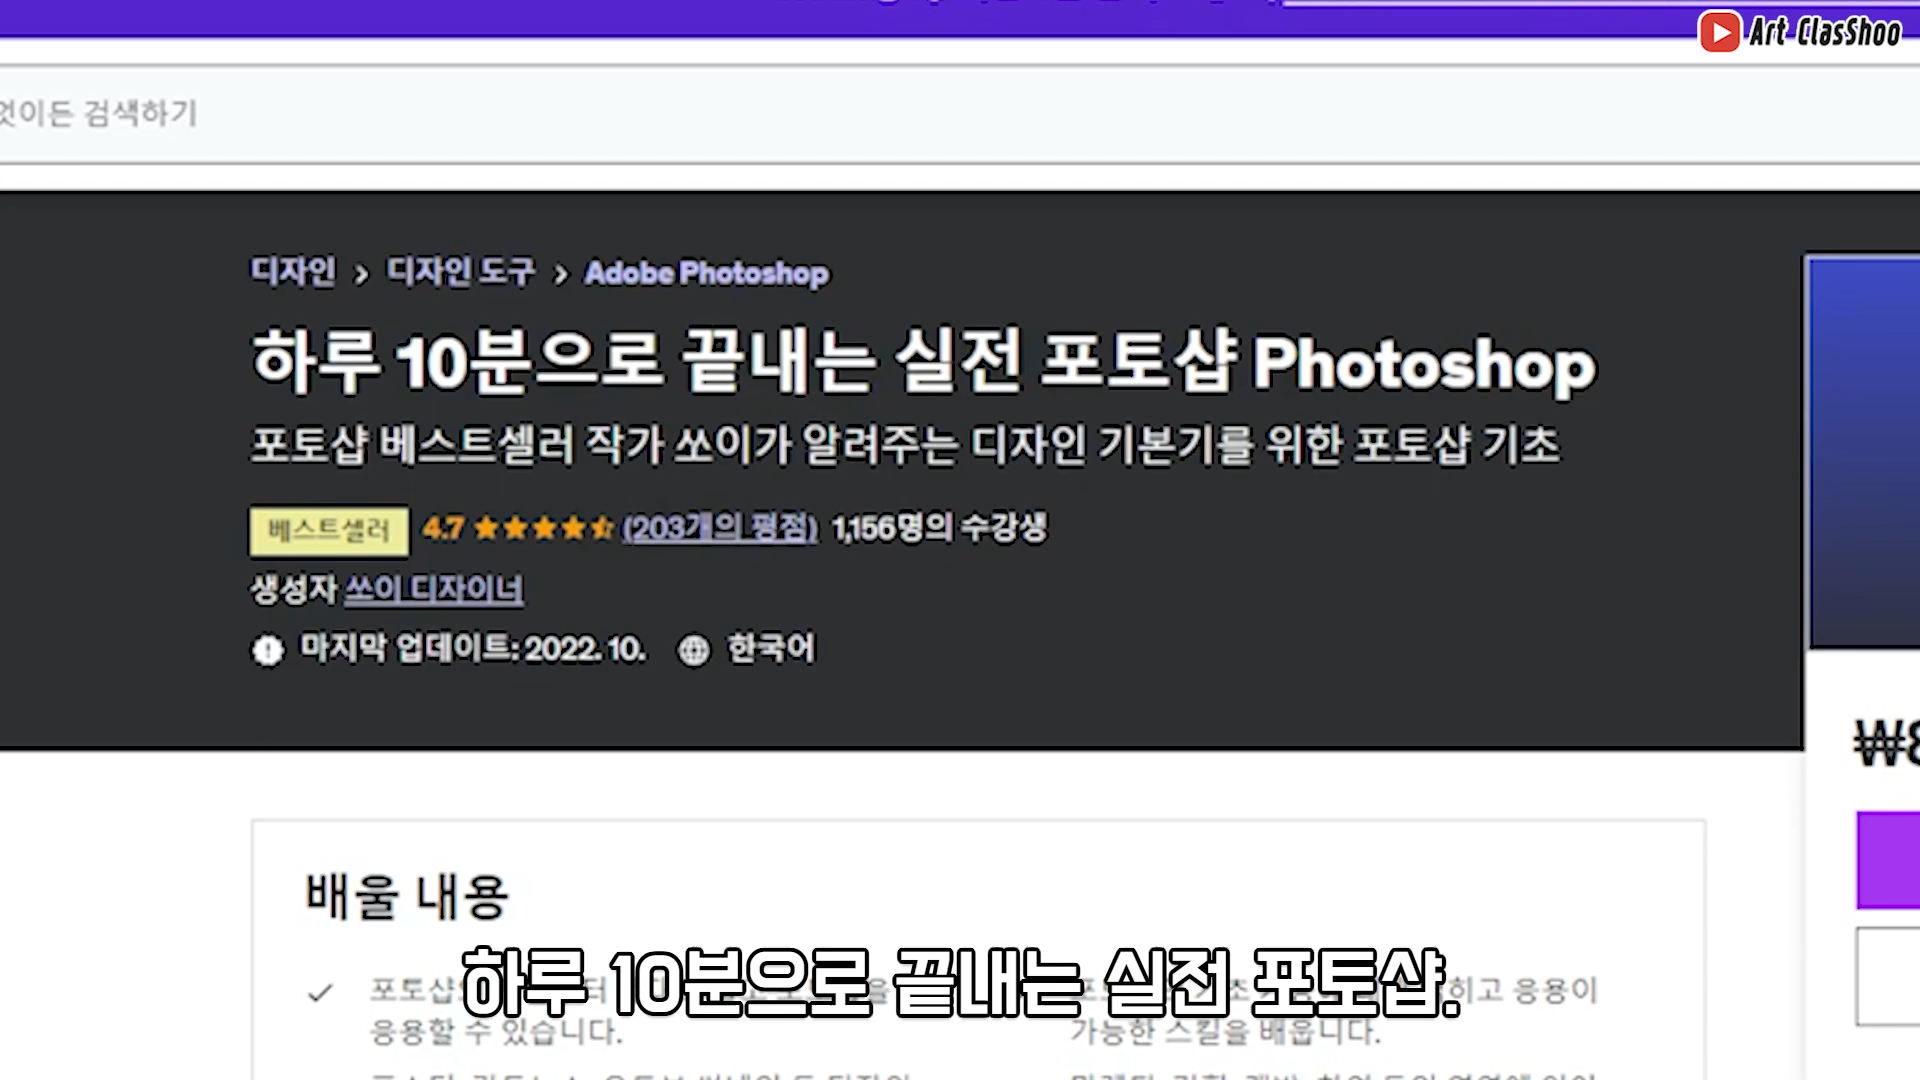 Art ClasShoo
검색하기
디자인 > 디자인 도구 > Adobe Photoshop
하루 10분으로 끝내는 실전 포토샵 Photoshop
포토샵 베스트셀러 작가 쏘이가 알려주는 디자인 기본기를 위한 포토샵 기초
베스트셀러 4.7 (203개의 평점) 1,156명의 수강생
생성자 쏘이 디자이너
마지막 업데이트: 2022. 10. 한국어
배울 내용
하루 10분으로 끝내는 실전 포토샵.
응용이
응용할 수 있습니다.
가능한 스킬을 배웁니다.